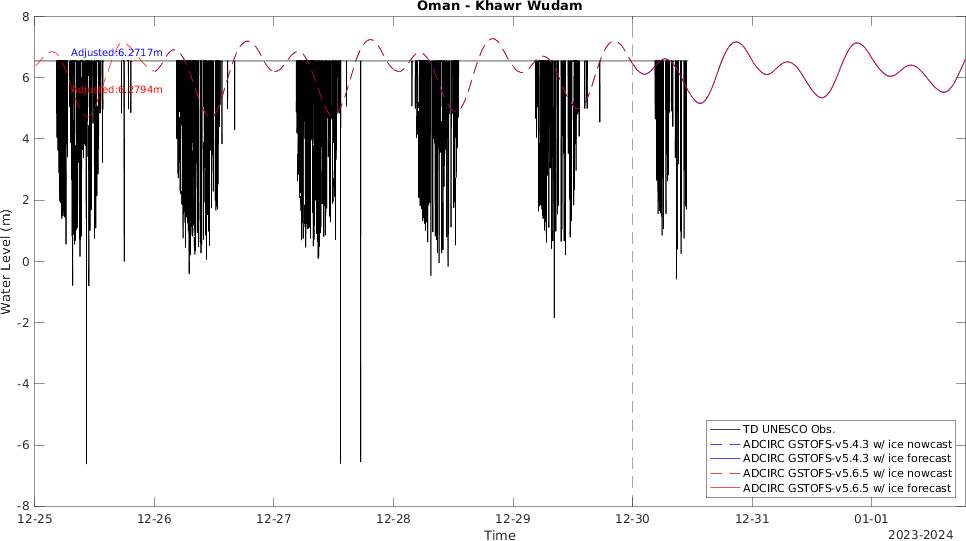 Oman - Khawr Wudam
8
6
4
2
0
-2
-4
-6
-8
Water Level (m)
Adjusted:6.2717m
Adjusted:6.2794m
TD UNESCO Obs.
ADCIRC GSTOFS-v5.4.3 w/ ice nowcast
ADCIRC GSTOFS-v5.4.3 w/ ice forecast
ADCIRC GSTOFS-v5.6.5 w/ ice nowcast
ADCIRC GSTOFS-v5.6.5 w/ ice forecast
12-25 12-26 12-27 12-28 12-29 12-30 12-31 01-01
Time
2023-2024